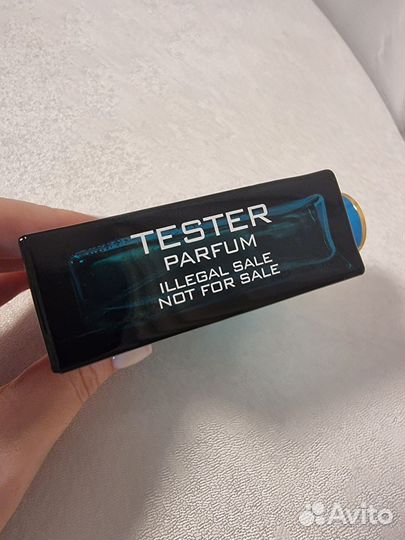 TESTER
PARFUM
ILLEGAL SALE
NOT FOR SALE
Avito